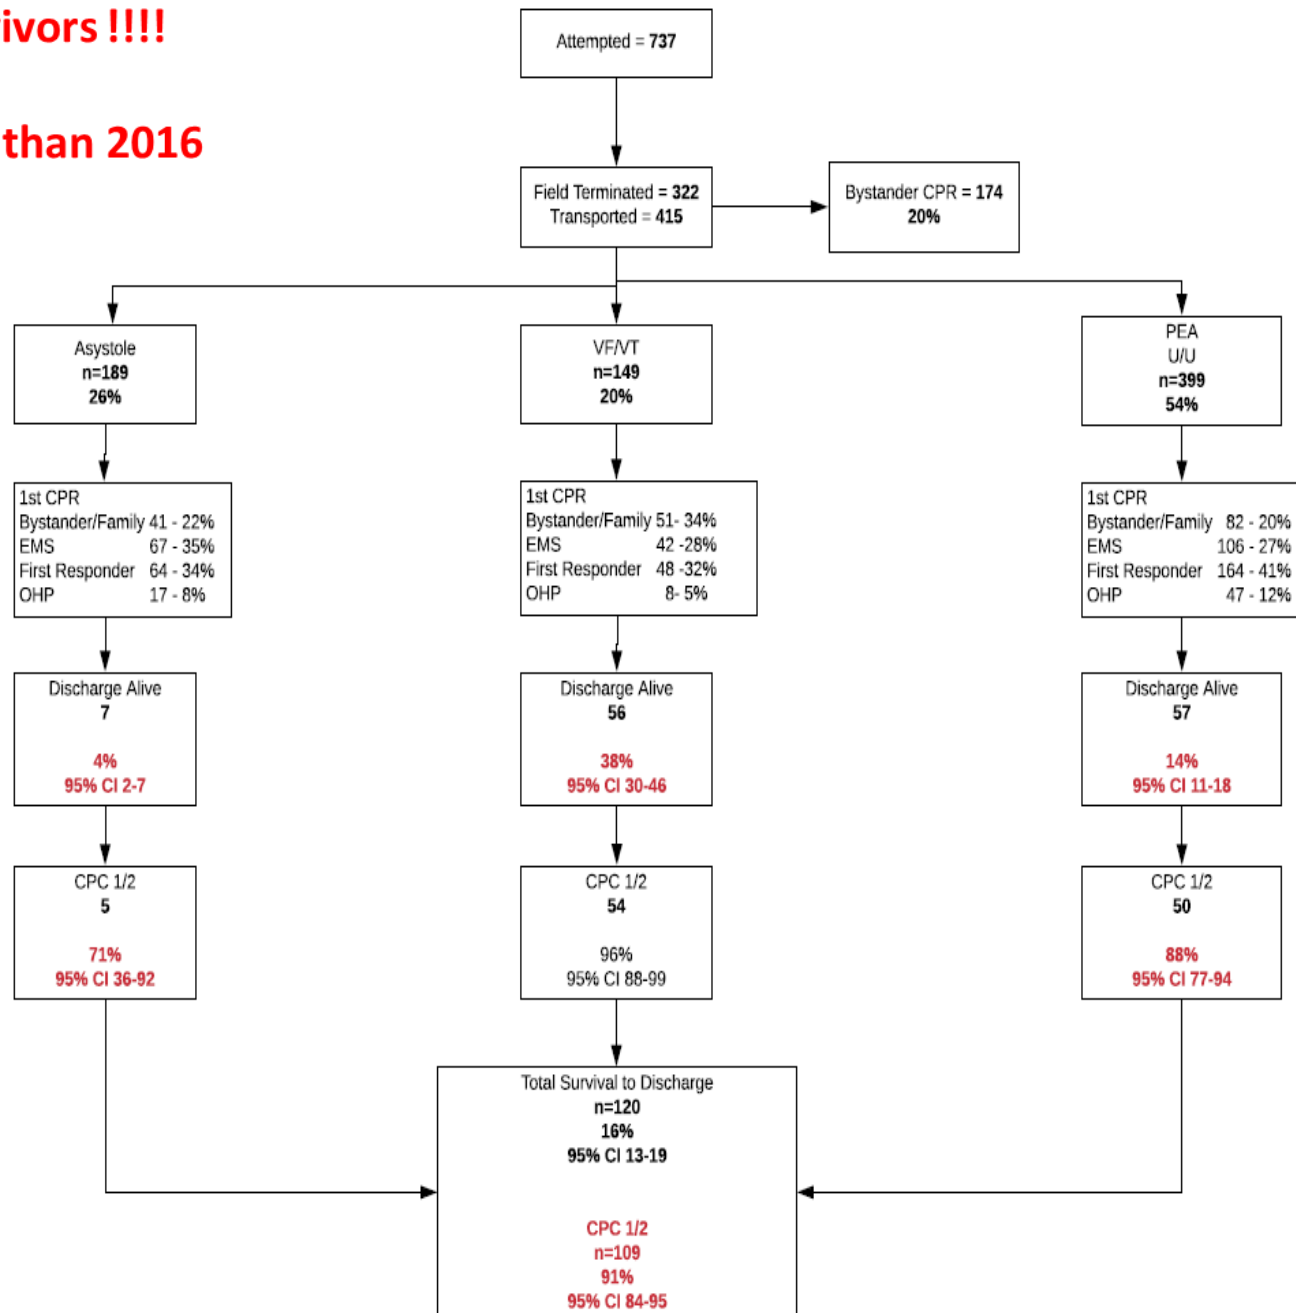 ivors !!!!
than 2016
Attempted = 737
Field Terminated = 322
Transported = 415
Bystander CPR = 174
20%
Asystole
n=189
26%
VF/VT
n=149
20%
PEA
U/U
n=399
54%
1st CPR
Bystander/Family 41 - 22%
EMS 67 - 35%
First Responder 64 - 34%
OHP 17 - 8%
1st CPR
Bystander/Family 51- 34%
EMS 42 -28%
First Responder 48 -32%
OHP 8- 5%
1st CPR
Bystander/Family 82 - 20%
EMS 106 - 27%
First Responder 164 - 41%
OHP 47 - 12%
Discharge Alive
7
4%
95% CI 2-7
Discharge Alive
56
38%
95% CI 30-46
Discharge Alive
57
14%
95% CI 11-18
CPC 1/2
5
71%
95% CI 36-92
CPC 1/2
54
96%
95% CI 88-99
CPC 1/2
50
88%
95% CI 77-94
Total Survival to Discharge
n=120
16%
95% CI 13-19
CPC 1/2
n=109
91%
95% CI 84-95